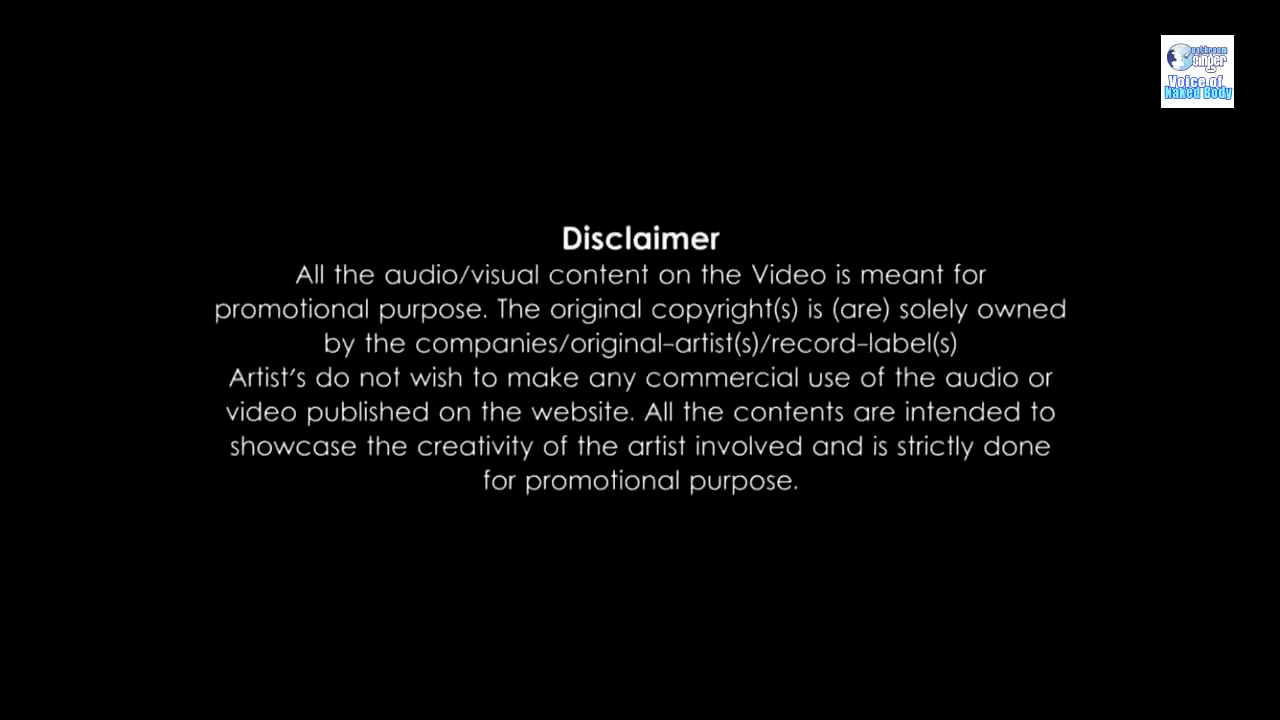 Bathroom
singer
Voice of
Naked Body
Disclaimer
All the audio/visual content on the Video is meant for
promotional purpose. The original copyright(s) is (are) solely owned
by the companies/original-artist(s)/record-label(s)
Artist's do not wish to make any commercial use of the audio or
video published on the website. All the contents are intended to
showcase the creativity of the artist involved and is strictly done
for promotional purpose.